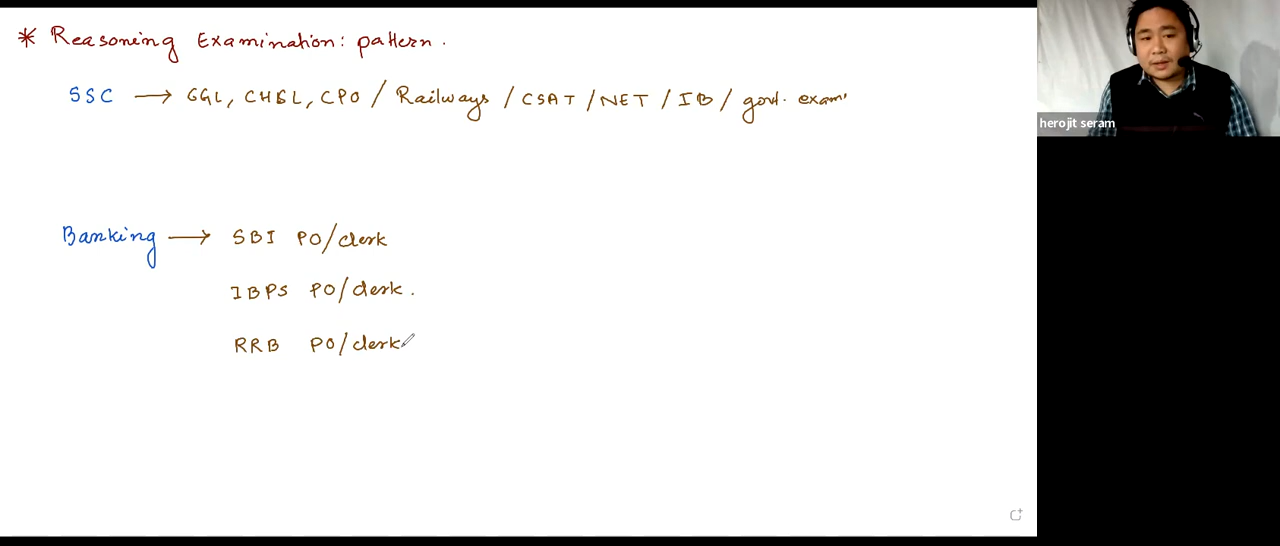 * Reasoning Examination: pattern.
SSC → CGL, CHSL, CPO / Railways / CSAT / NET / IB / govt. exam.
Banking → SBI PO/clerk
IBPS PO/clerk.
RRB PO/clerk
herojit seram